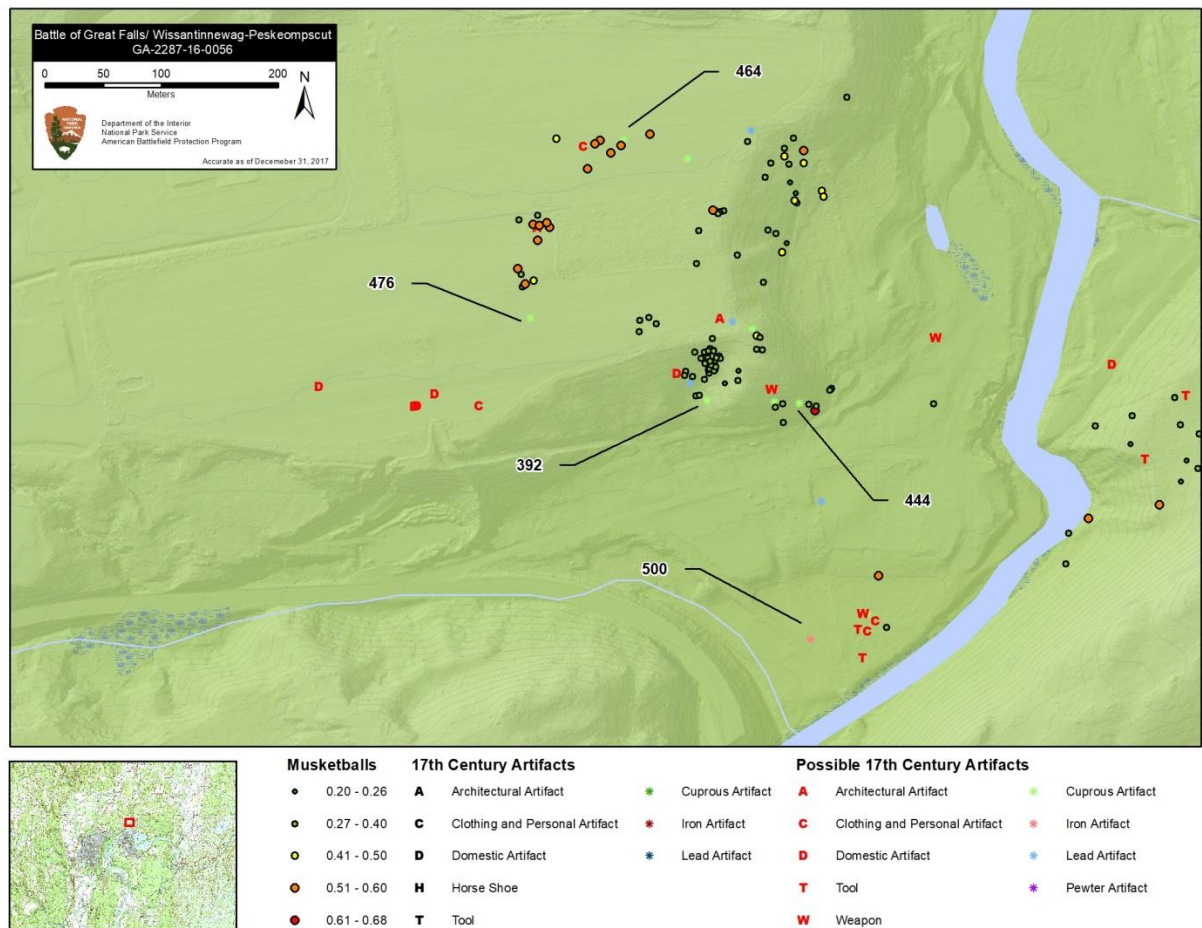 Battle of Great Falls/ Wissantinnewag-Peskeompscut
GA-2287-16-0056
0 50 100 200
Meters
N
NATIONAL PARK SERVICE
Department of the Interior
National Park Service
American Battlefield Protection Program
Accurate as of Decemeber 31, 2017
464
C
476
A
W
D
D
D
D
W
D
C
T
T
392
444
500
W
C
T C
T
Musketballs
0.20 - 0.26
0.27 - 0.40
0.41 - 0.50
0.51 - 0.60
0.61 - 0.68
17th Century Artifacts
A Architectural Artifact
C Clothing and Personal Artifact
D Domestic Artifact
H Horse Shoe
T Tool
Cuprous Artifact
Iron Artifact
Lead Artifact
Possible 17th Century Artifacts
A Architectural Artifact
C Clothing and Personal Artifact
D Domestic Artifact
T Tool
W Weapon
Cuprous Artifact
Iron Artifact
Lead Artifact
Pewter Artifact